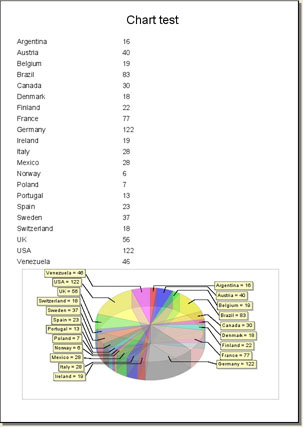 Chart test
Argentina 16
Austria 40
Belgium 19
Brazil 83
Canada 30
Denmark 18
Finland 22
France 77
Germany 122
Ireland 19
Italy 28
Mexico 28
Norway 6
Poland 7
Portugal 13
Spain 23
Sweden 37
Switzerland 18
UK 56
USA 122
Venezuela 46
Venezuela = 46
USA = 122
UK = 56
Switzerland = 18
Sweden = 37
Spain = 23
Portugal = 13
Poland = 7
Norway = 6
Mexico = 28
Italy = 28
Ireland = 19
Argentina = 16
Austria = 40
Belgium = 19
Brazil = 83
Canada = 30
Denmark = 18
Finland = 22
France = 77
Germany = 122